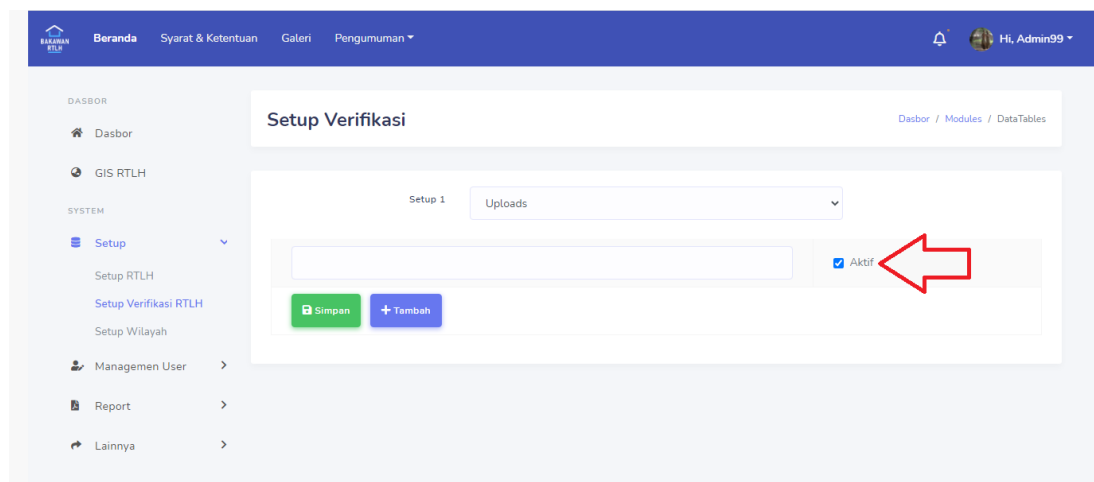 BAKAWAN
RTLH
Beranda Syarat & Ketentuan Galeri Pengumuman
Hi, Admin99
DASBOR
Dasbor
GIS RTLH
SYSTEM
Setup
Setup RTLH
Setup Verifikasi RTLH
Setup Wilayah
Managemen User
Report
Lainnya
Setup Verifikasi
Dasbor / Modules / DataTables
Setup 1 Uploads
Aktif
Simpan Tambah